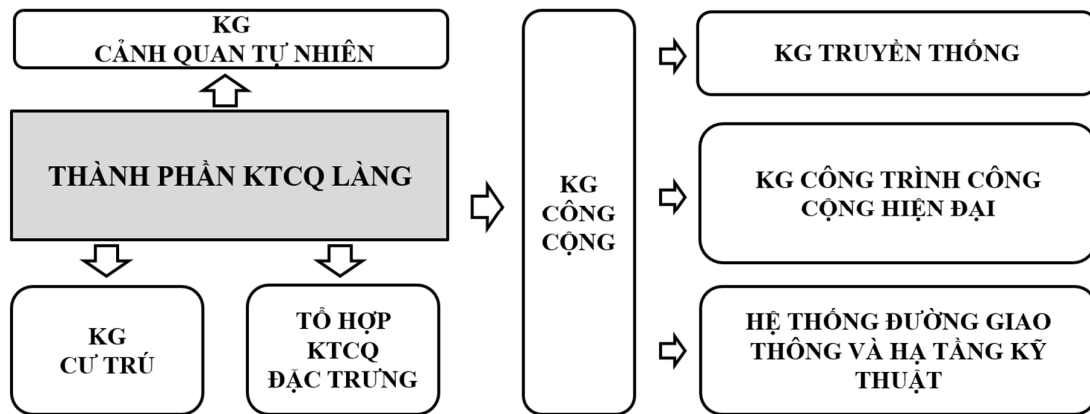 KG
CẢNH QUAN TỰ NHIÊN
THÀNH PHẦN KTCQ LÀNG
KG
CƯ TRÚ
TỔ HỢP
KTCQ
ĐẶC TRƯNG
KG
CÔNG
CỘNG
KG TRUYỀN THỐNG
KG CÔNG TRÌNH CÔNG
CỘNG HIỆN ĐẠI
HỆ THỐNG ĐƯỜNG GIAO
THÔNG VÀ HẠ TẦNG KỸ
THUẬT